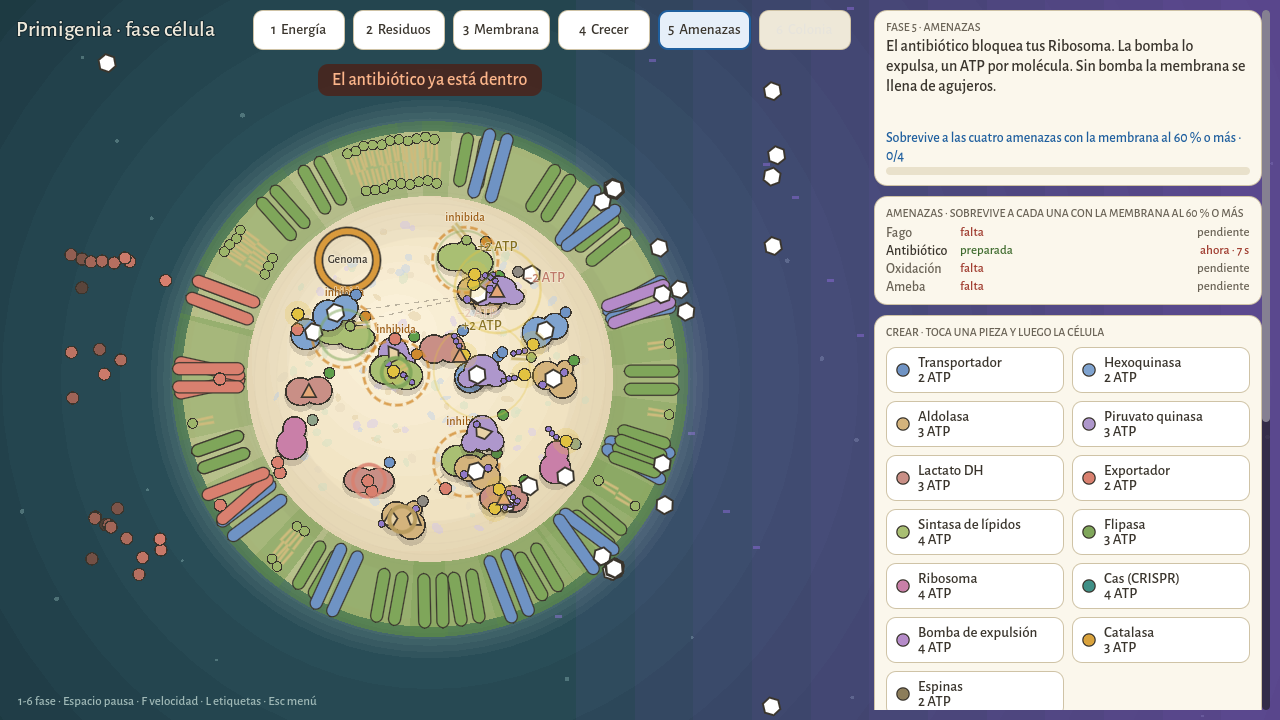 Primigenia · fase célula
1 Energía
2 Residuos
3 Membrana
4 Crecer
5 Amenazas
El antibiótico ya está dentro
FASE 5 · AMENAZAS
El antibiótico bloquea tus Ribosoma. La bomba lo
expulsa, un ATP por molécula. Sin bomba la membrana se
llena de agujeros.
Sobrevive a las cuatro amenazas con la membrana al 60 % o más ·
0/4
AMENAZAS · SOBREVIVE A CADA UNA CON LA MEMBRANA AL 60 % O MÁS
Fago falta pendiente
Antibiótico preparada ahora · 7 s
Oxidación falta pendiente
Ameba falta pendiente
CREAR · TOCA UNA PIEZA Y LUEGO LA CÉLULA
Transportador
2 ATP
Hexoquinasa
2 ATP
Aldolasa
3 ATP
Piruvato quinasa
3 ATP
Lactato DH
3 ATP
Exportador
2 ATP
Sintasa de lípidos
4 ATP
Flipasa
3 ATP
Ribosoma
4 ATP
Cas (CRISPR)
4 ATP
Bomba de expulsión
4 ATP
Catalasa
3 ATP
Espinas
2 ATP
inhibida
+2 ATP
Genoma
-2 ATP
+2 ATP
inhibida
1-6 fase · Espacio pausa · F velocidad · L etiquetas · Esc menú